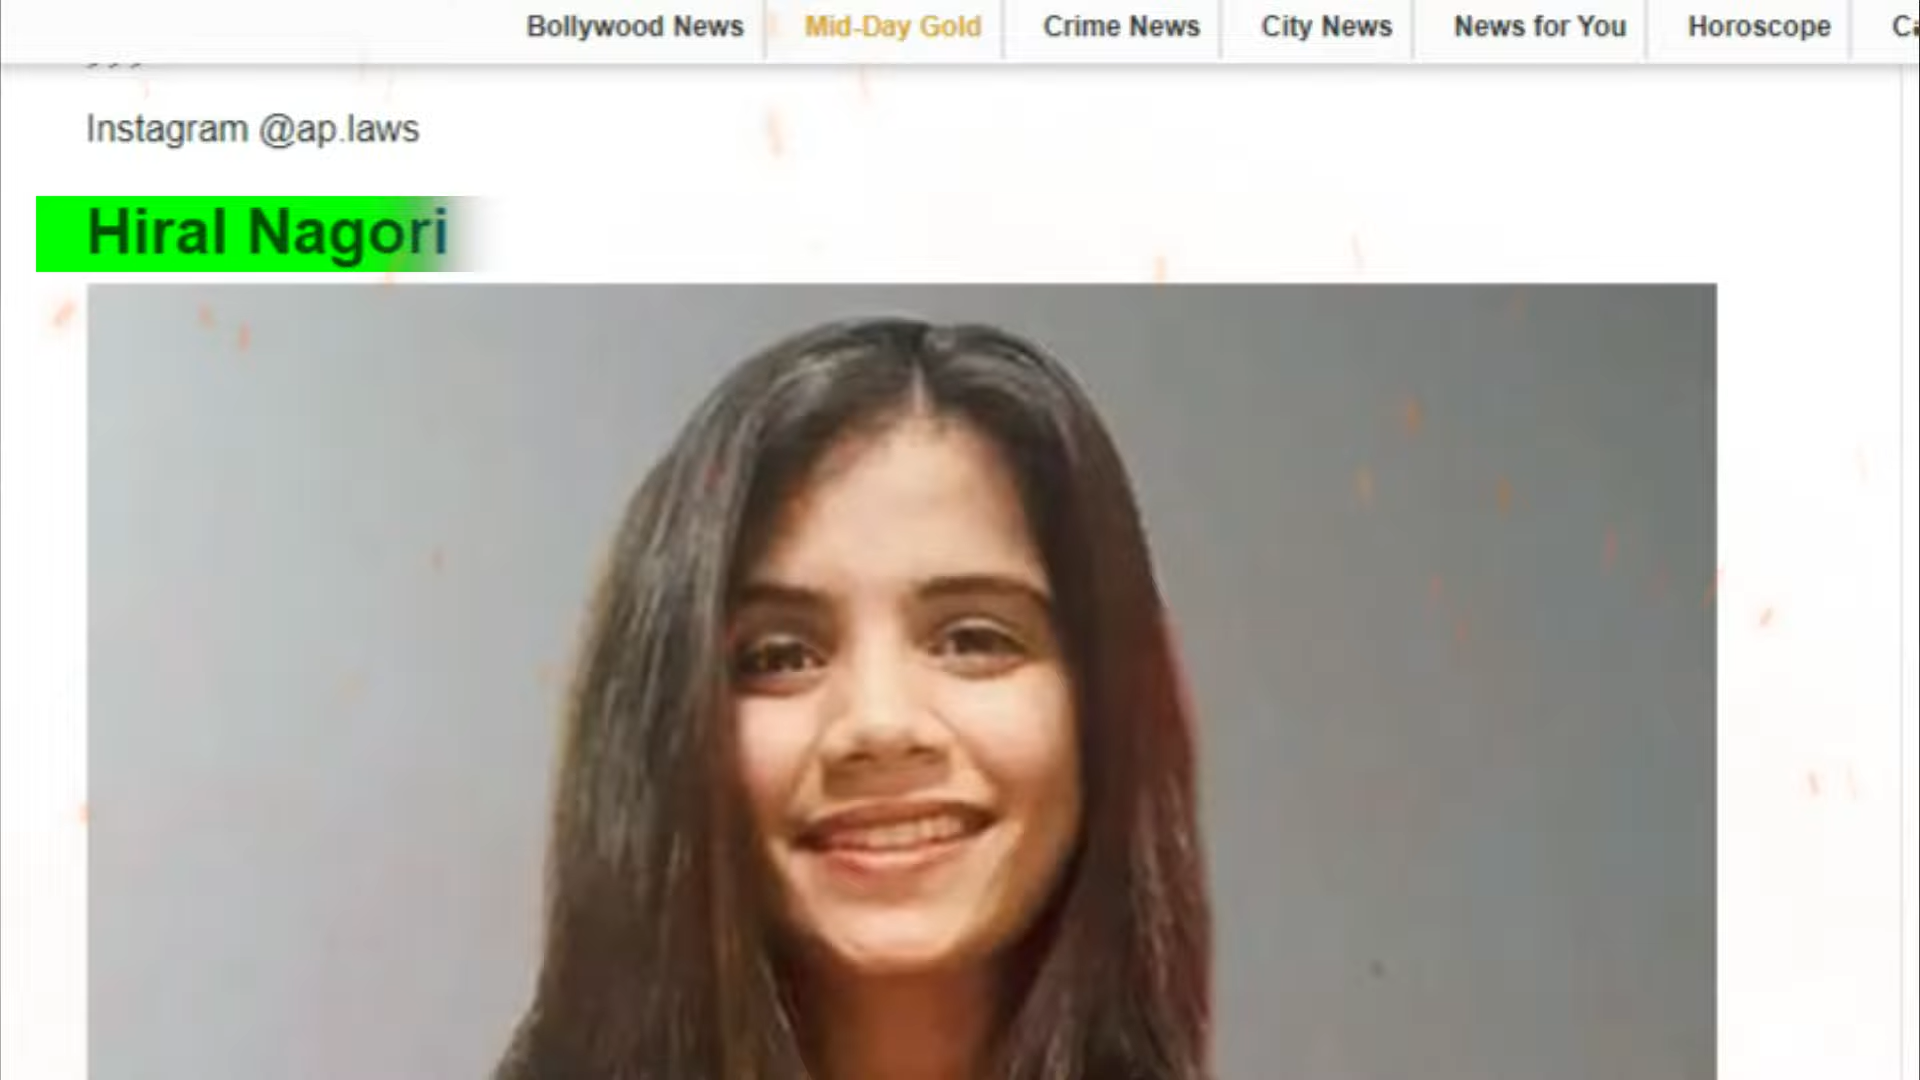 Bollywood News Mid-Day Gold Crime News City News News for You Horoscope
Instagram @ap.laws
Hiral Nagori